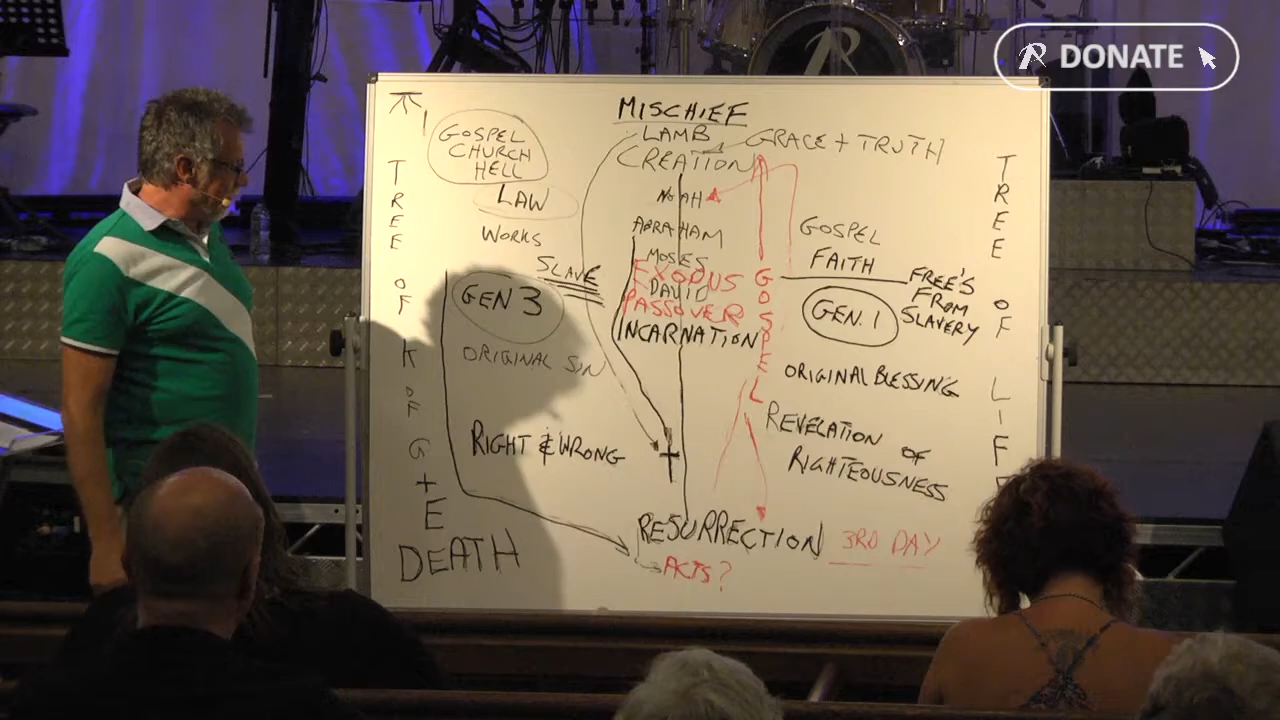 DONATE
MISCHIEF
LAMB
CREATION
GRACE + TRUTH
GOSPEL
CHURCH
HELL
LAW
WORKS
SLAVE
GEN 3
ORIGINAL SIN
RIGHT & WRONG
TREE OF K OF G+E
DEATH
NOAH
ABRAHAM
MOSES
EXODUS
DAVID
PASSOVER
INCARNATION
GOSPEL
RESURRECTION
3RD DAY
ACTS?
GOSPEL
FAITH
GEN. 1
FREE'S
FROM
SLAVERY
ORIGINAL BLESSING
REVELATION OF
RIGHTEOUSNESS
TREE OF LIF